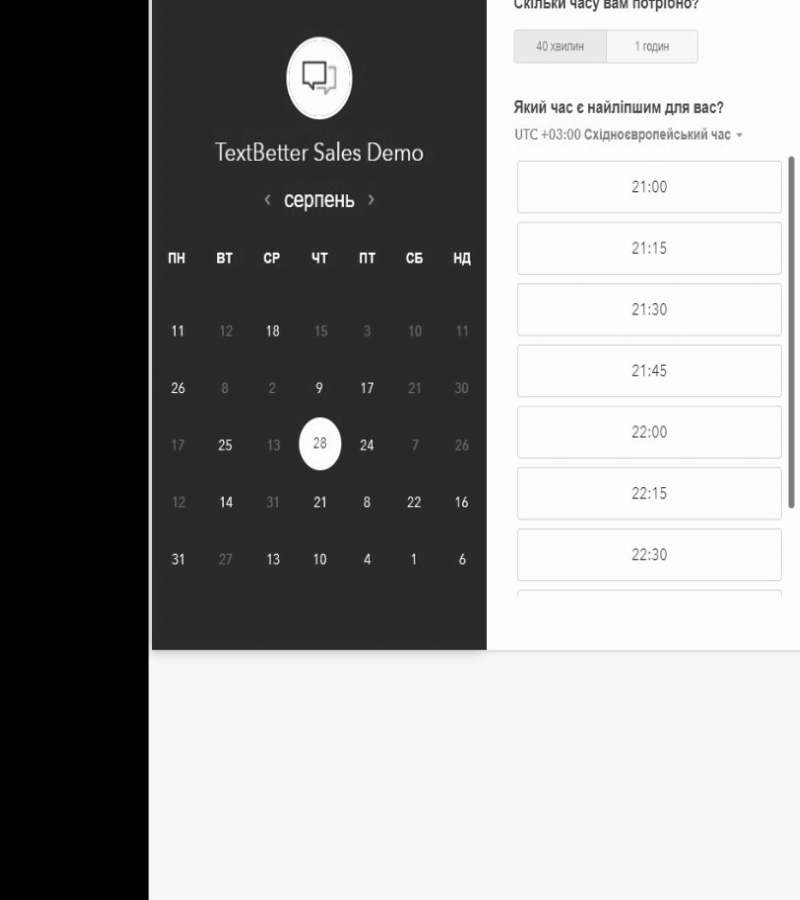 Скільки часу вам потрібно?
40 хвилин 1 годин
Який час є найліпшим для вас?
UTC +03:00 Східноєвропейський час
21:00
21:15
21:30
21:45
22:00
22:15
22:30
TextBetter Sales Demo
серпень
ПН ВТ СР ЧТ ПТ СБ НД
11 12 18 15 3 10 11
26 8 2 9 17 21 30
17 25 13 28 24 7 26
12 14 31 21 8 22 16
31 27 13 10 4 1 6